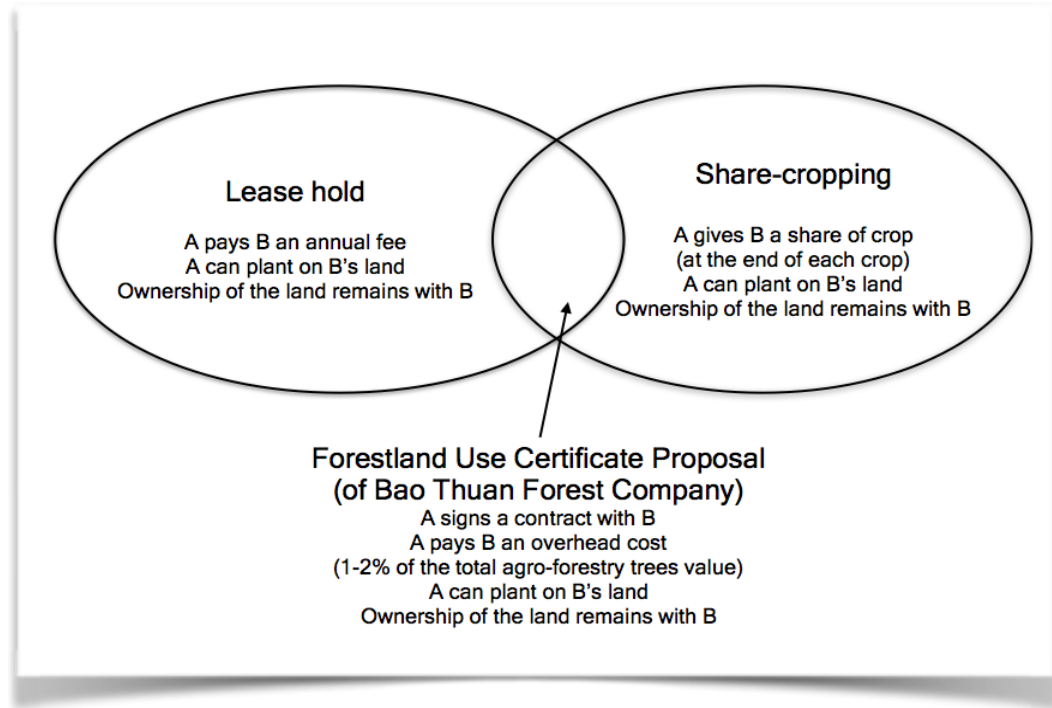 Lease hold
A pays B an annual fee
A can plant on B's land
Ownership of the land remains with B
Share-cropping
A gives B a share of crop
(at the end of each crop)
A can plant on B's land
Ownership of the land remains with B
Forestland Use Certificate Proposal
(of Bao Thuan Forest Company)
A signs a contract with B
A pays B an overhead cost
(1-2% of the total agro-forestry trees value)
A can plant on B's land
Ownership of the land remains with B